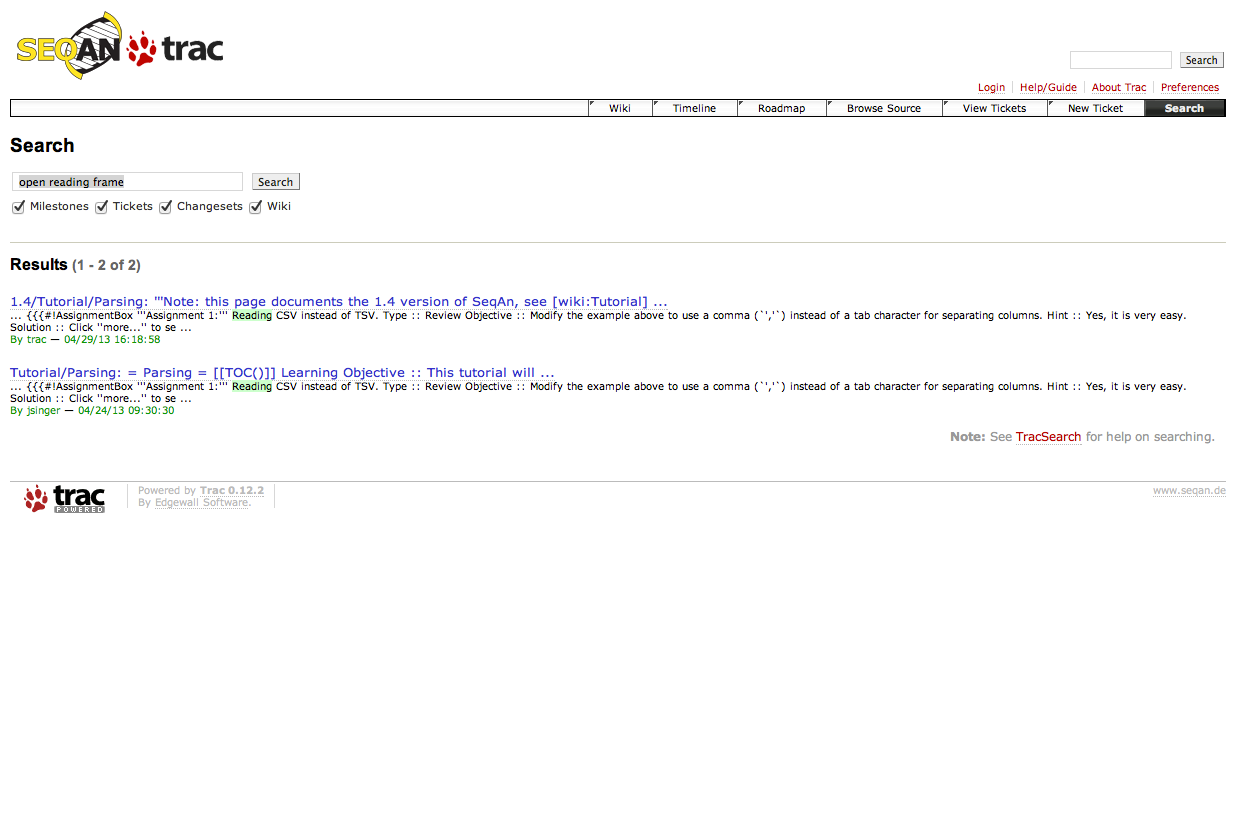 SEQAN trac
Search
Login Help/Guide About Trac Preferences
Wiki Timeline Roadmap Browse Source View Tickets New Ticket Search
Search
open reading frame Search
Milestones Tickets Changesets Wiki
Results (1 - 2 of 2)
1.4/Tutorial/Parsing: '"Note: this page documents the 1.4 version of SeqAn, see [wiki:Tutorial] ...
... {{{#!AssignmentBox '''Assignment 1:''' Reading CSV instead of TSV. Type :: Review Objective :: Modify the example above to use a comma (`','`) instead of a tab character for separating columns. Hint :: Yes, it is very easy.
Solution :: Click ''more...'' to se ...
By trac — 04/29/13 16:18:58
Tutorial/Parsing: = Parsing = [[TOC()]] Learning Objective :: This tutorial will ...
... {{{#!AssignmentBox '''Assignment 1:''' Reading CSV instead of TSV. Type :: Review Objective :: Modify the example above to use a comma (`','`) instead of a tab character for separating columns. Hint :: Yes, it is very easy.
Solution :: Click ''more...'' to se ...
By jsinger — 04/24/13 09:30:30
Note: See TracSearch for help on searching.
trac POWERED
Powered by Trac 0.12.2
By Edgewall Software.
www.seqan.de